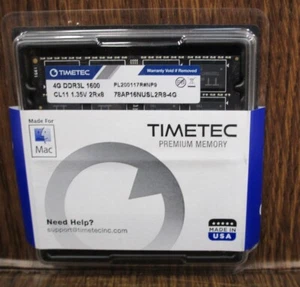 TIMETEC
Warranty Void If Removed
4G DDR3L 1600
CL11 1.35V 2Rx8
76AP16NUSL2R8-4G
Made For
Mac
TIMETEC
PREMIUM MEMORY
MADE IN
USA
Need Help?
support@timetecinc.com